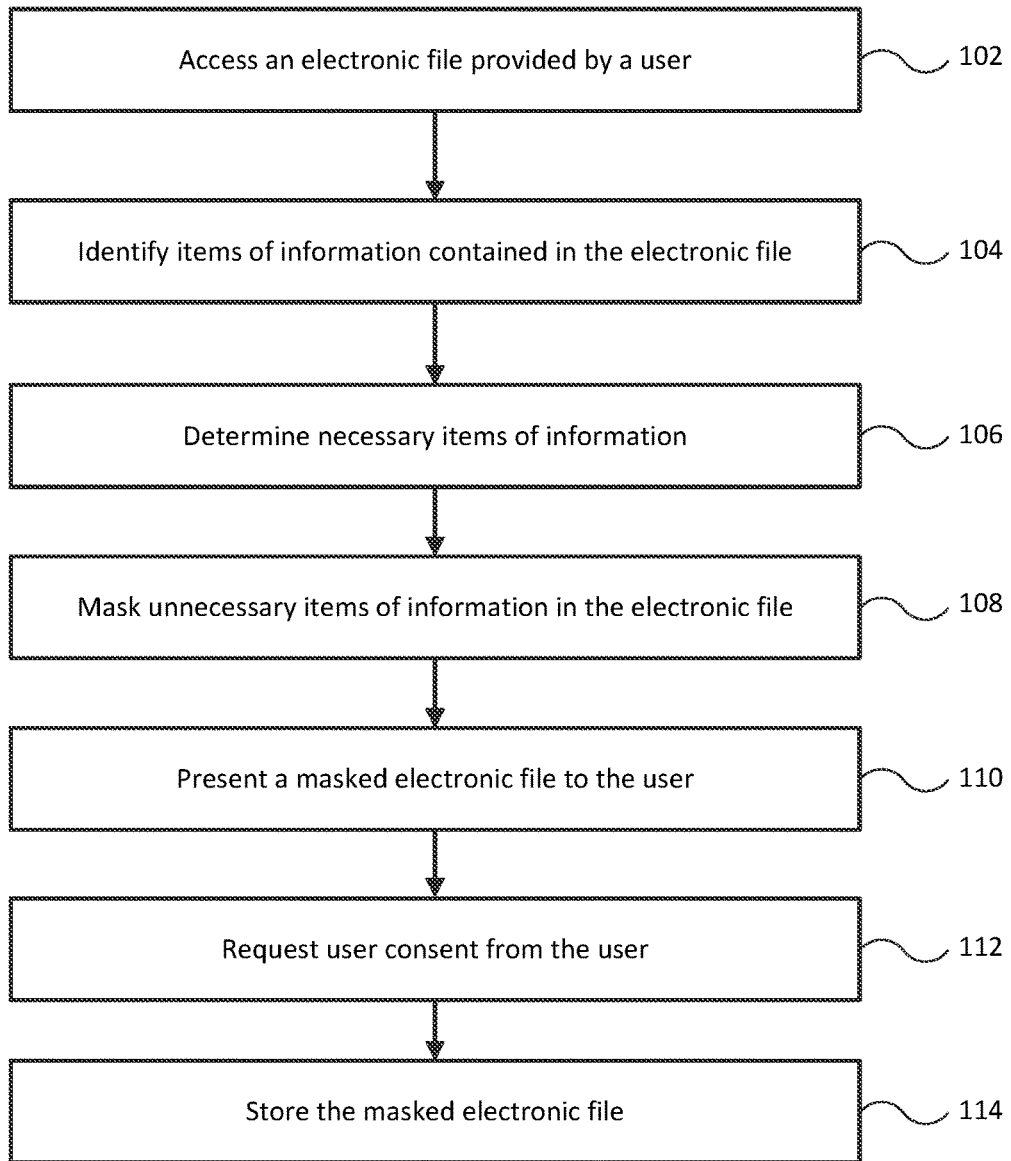 Access an electronic file provided by a user 102
Identify items of information contained in the electronic file 104
Determine necessary items of information 106
Mask unnecessary items of information in the electronic file 108
Present a masked electronic file to the user 110
Request user consent from the user 112
Store the masked electronic file 114